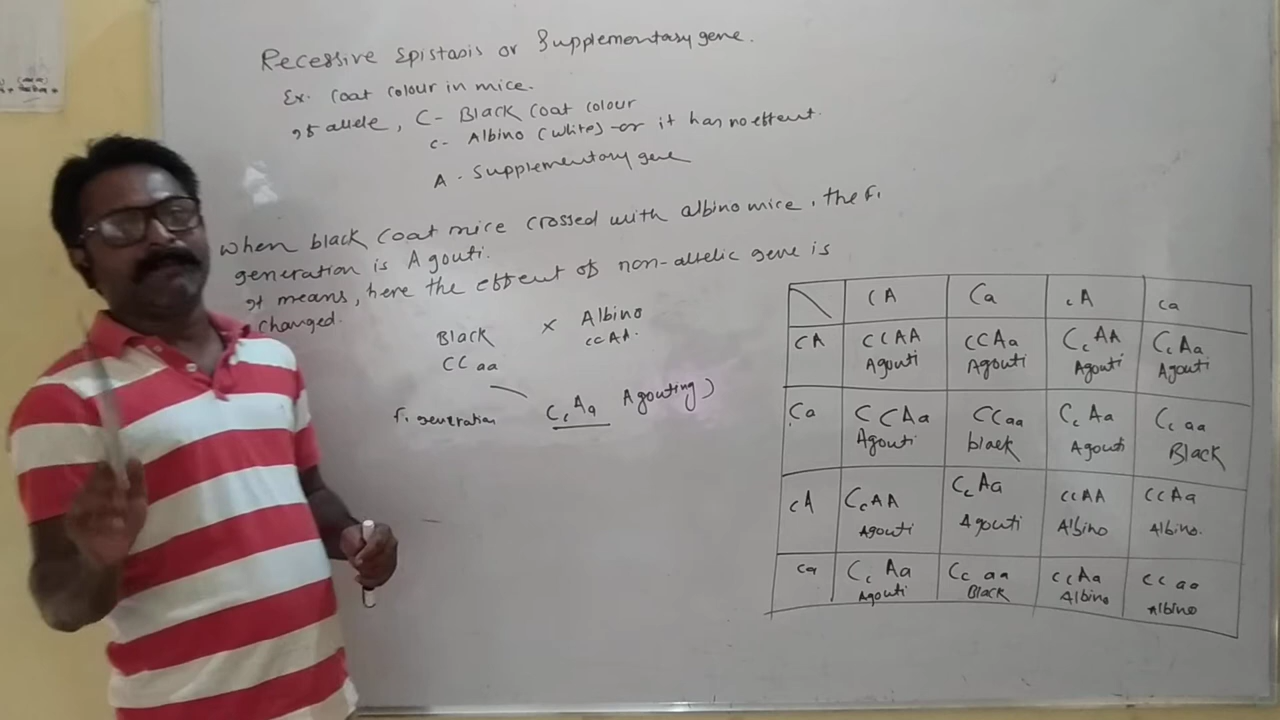 Recessive Epistasis or Supplementary gene.
Ex. Coat colour in mice.
If allele, C- Black Coat colour
c- Albino (white) or it has no effect.
A- Supplementary gene
When black Coat mice crossed with albino mice, the F1
generation is Agouti.
It means, here the effect of non-allelic gene is
changed.
Black × Albino
CCaa ccAA.
F1 generation CcAa Agouting)
CA Ca cA ca
CA CCAA CCAa CcAA CcAa
Agouti Agouti Agouti Agouti
Ca CCAa CCaa CcAa Ccaa
Agouti black Agouti Black
cA CcAA CcAa ccAA ccAa
Agouti Agouti Albino Albino.
ca CcAa Ccaa ccAa ccaa
Agouti Black Albino Albino